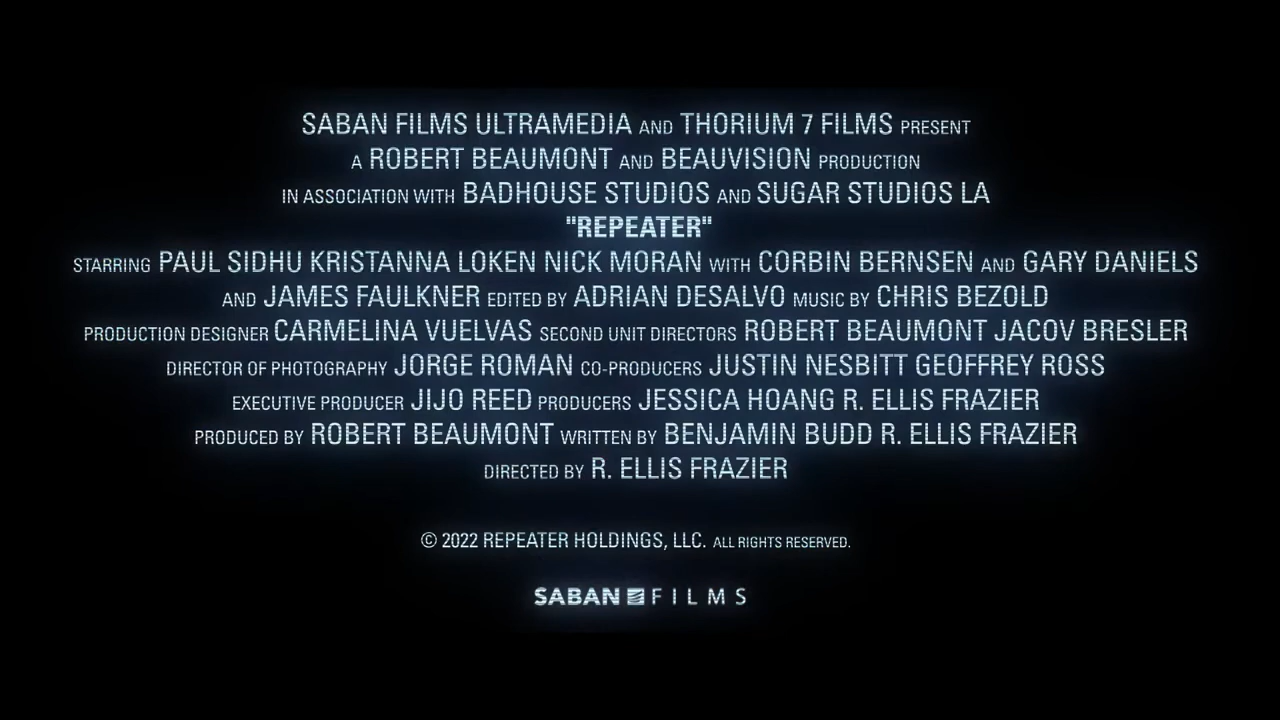 SABAN FILMS ULTRAMEDIA AND THORIUM 7 FILMS PRESENT
A ROBERT BEAUMONT AND BEAUVISION PRODUCTION
IN ASSOCIATION WITH BADHOUSE STUDIOS AND SUGAR STUDIOS LA
"REPEATER"
STARRING PAUL SIDHU KRISTANNA LOKEN NICK MORAN WITH CORBIN BERNSEN AND GARY DANIELS
AND JAMES FAULKNER EDITED BY ADRIAN DESALVO MUSIC BY CHRIS BEZOLD
PRODUCTION DESIGNER CARMELINA VUELVAS SECOND UNIT DIRECTORS ROBERT BEAUMONT JACOV BRESLER
DIRECTOR OF PHOTOGRAPHY JORGE ROMAN CO-PRODUCERS JUSTIN NESBITT GEOFFREY ROSS
EXECUTIVE PRODUCER JIJO REED PRODUCERS JESSICA HOANG R. ELLIS FRAZIER
PRODUCED BY ROBERT BEAUMONT WRITTEN BY BENJAMIN BUDD R. ELLIS FRAZIER
DIRECTED BY R. ELLIS FRAZIER
© 2022 REPEATER HOLDINGS, LLC. ALL RIGHTS RESERVED.
SABAN FILMS